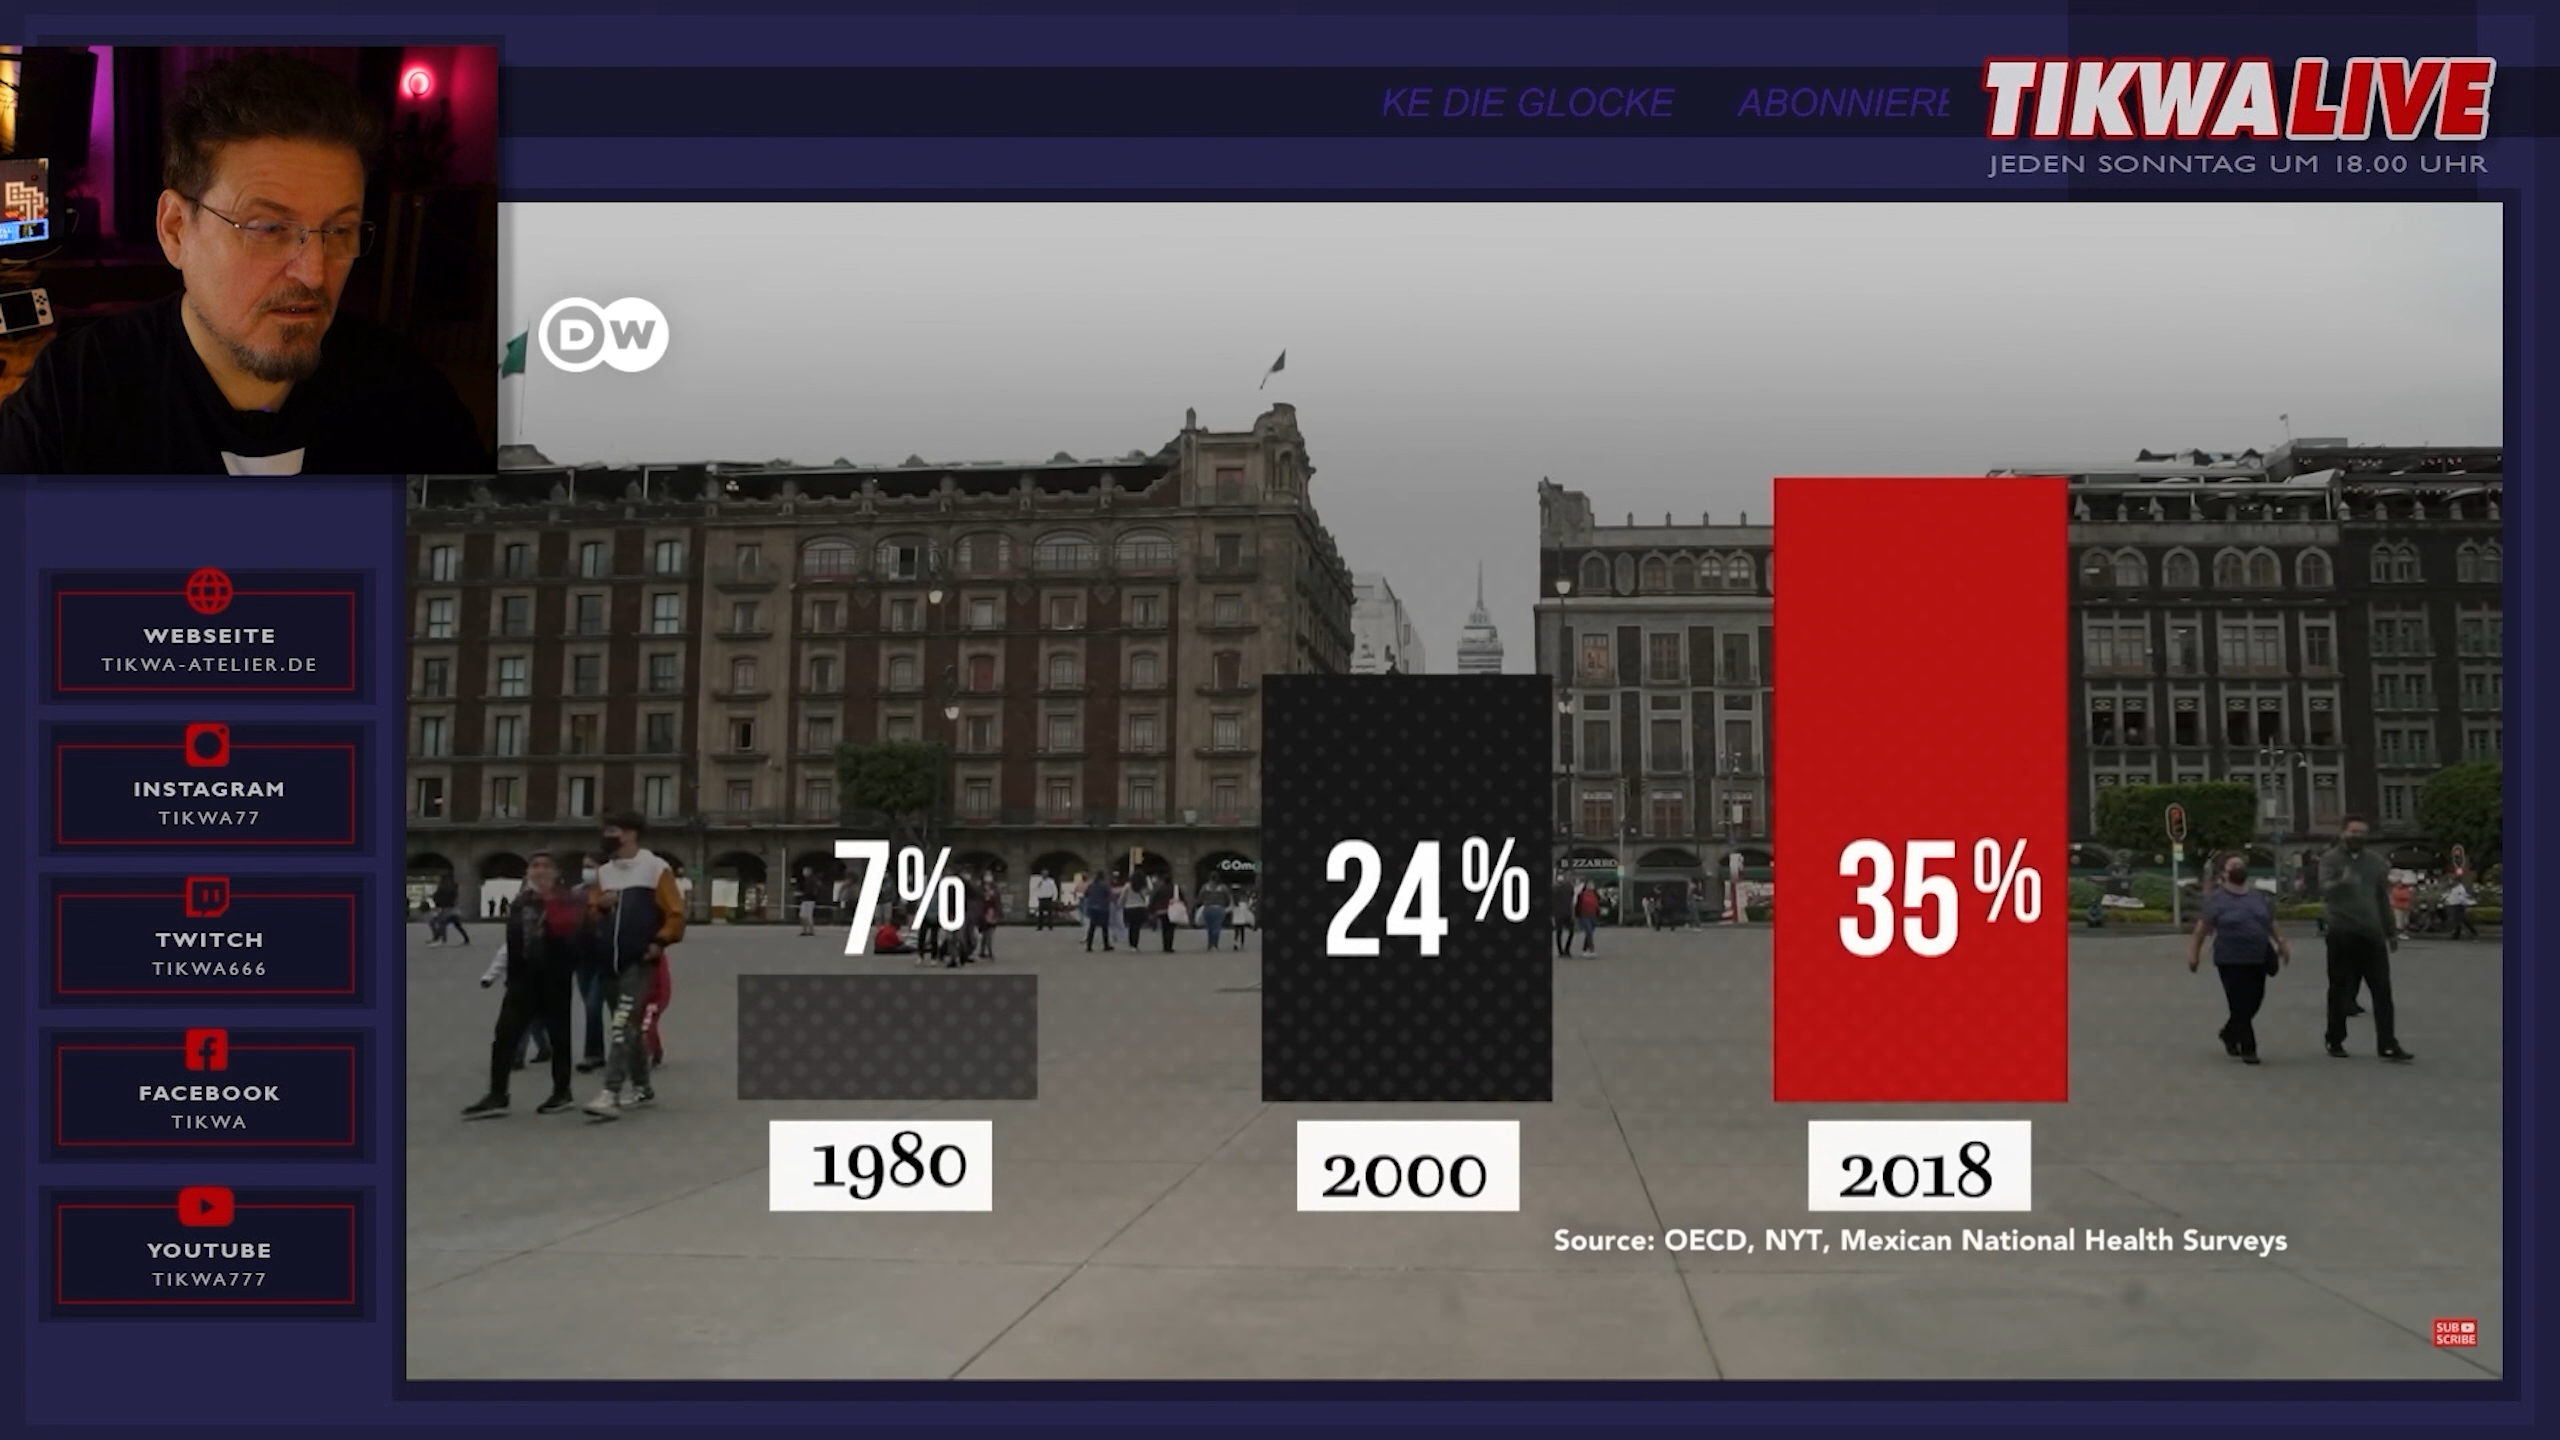 KE DIE GLOCKE ABONNIERE
TIKWA LIVE
JEDEN SONNTAG UM 18.00 UHR
DW
WEBSEITE
TIKWA-ATELIER.DE
INSTAGRAM
TIKWA77
TWITCH
TIKWA666
FACEBOOK
TIKWA
YOUTUBE
TIKWA777
7%
24%
35%
1980
2000
2018
Source: OECD, NYT, Mexican National Health Surveys
SUB
SCRIBE